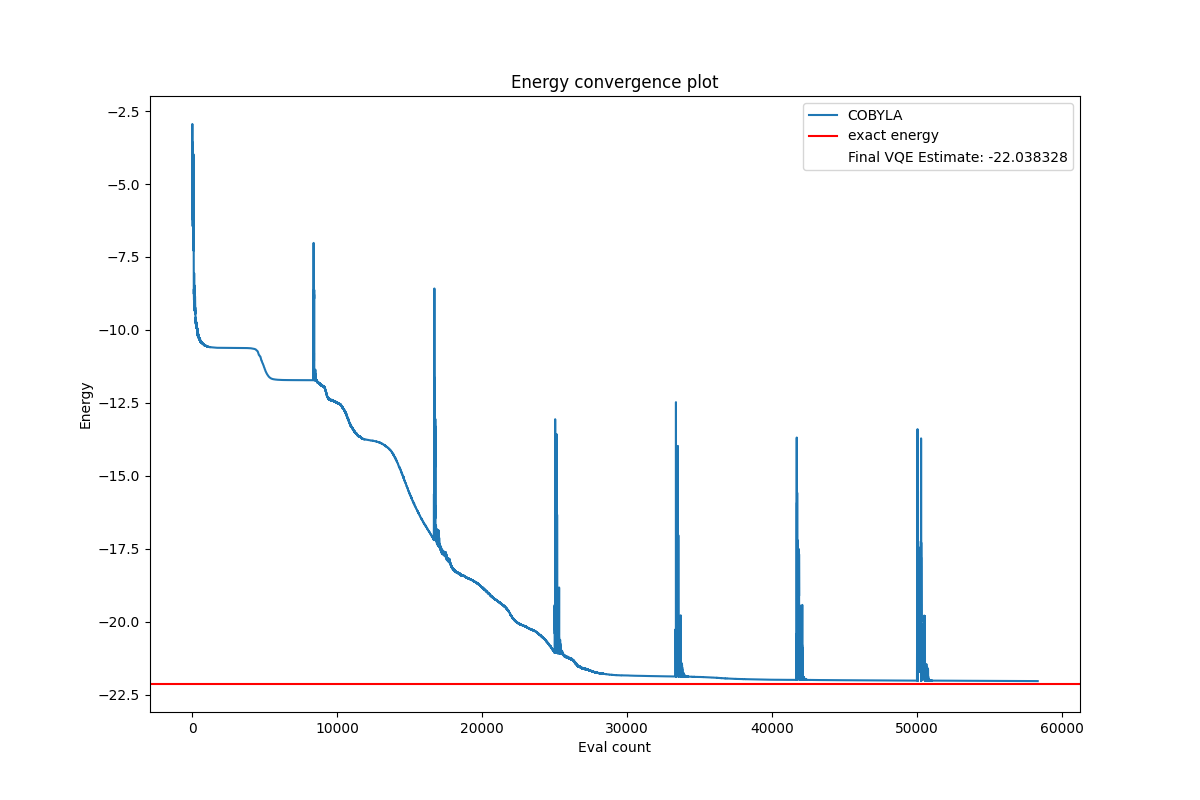 Energy convergence plot
COBYLA
exact energy
Final VQE Estimate: -22.038328
−2.5
−5.0
−7.5
−10.0
−12.5
−15.0
−17.5
−20.0
−22.5
Energy
0
10000
20000
30000
40000
50000
60000
Eval count